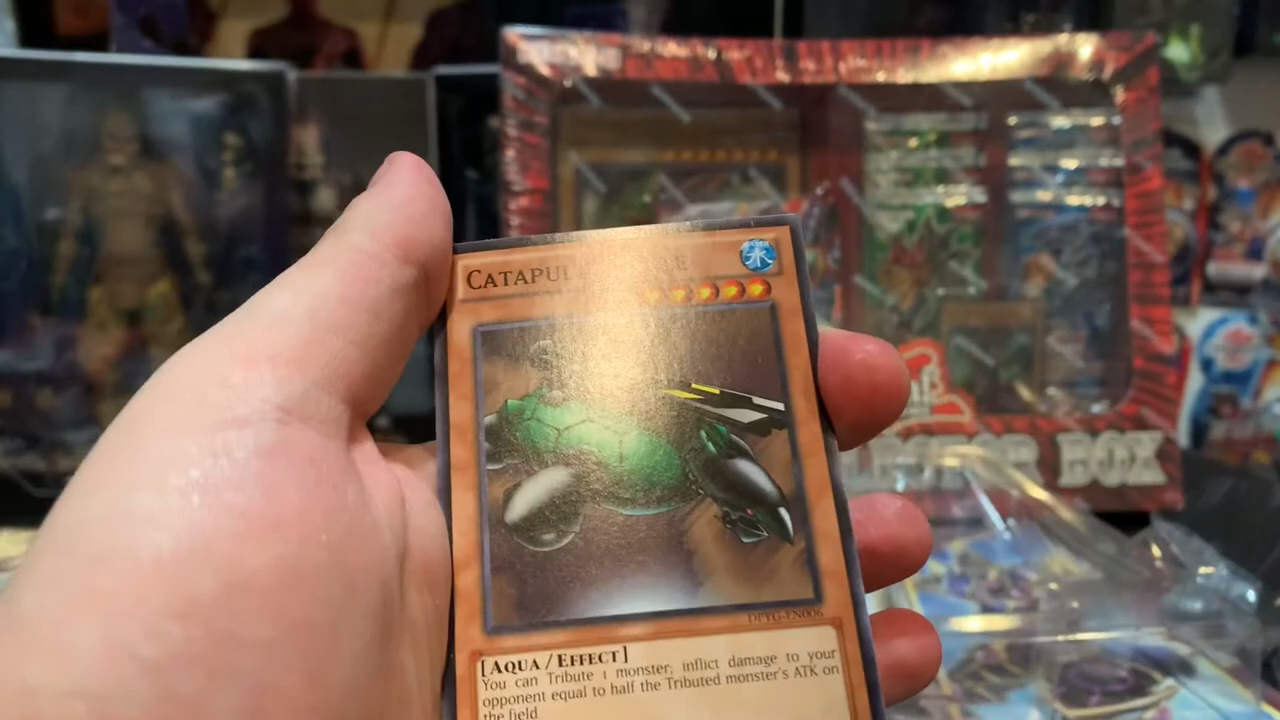 CATAPUL
水
DPYG-EN006
[AQUA / EFFECT]
You can Tribute 1 monster; inflict damage to your
opponent equal to half the Tributed monster's ATK on
the field
BOX